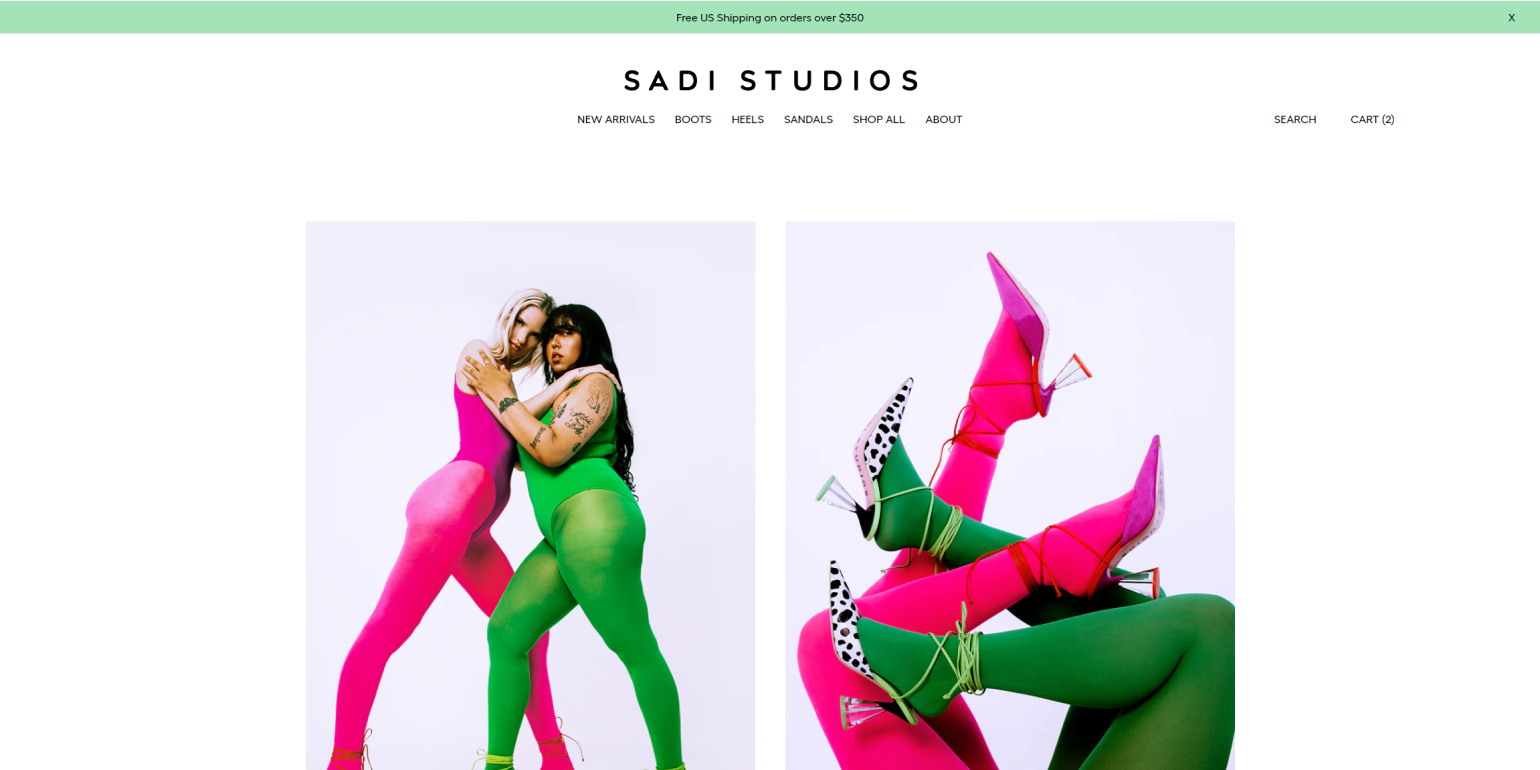 Free US Shipping on orders over $350
X
SADI STUDIOS
NEW ARRIVALS BOOTS HEELS SANDALS SHOP ALL ABOUT
SEARCH CART (2)